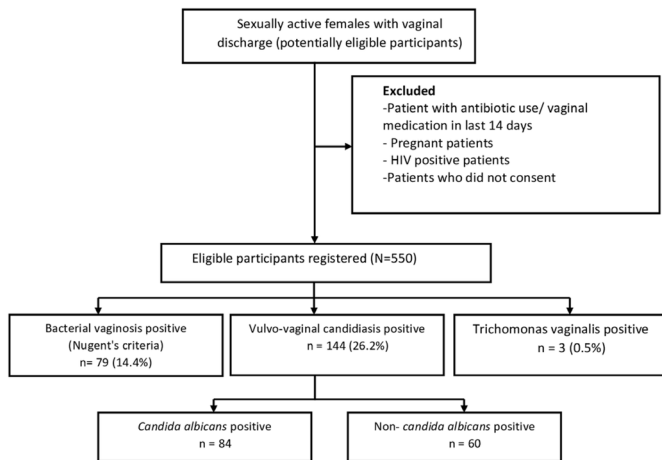 Sexually active females with vaginal
discharge (potentially eligible participants)
Excluded
-Patient with antibiotic use/ vaginal
medication in last 14 days
- Pregnant patients
- HIV positive patients
-Patients who did not consent
Eligible participants registered (N=550)
Bacterial vaginosis positive
(Nugent's criteria)
n= 79 (14.4%)
Vulvo-vaginal candidiasis positive
n = 144 (26.2%)
Trichomonas vaginalis positive
n = 3 (0.5%)
Candida albicans positive
n = 84
Non- candida albicans positive
n = 60